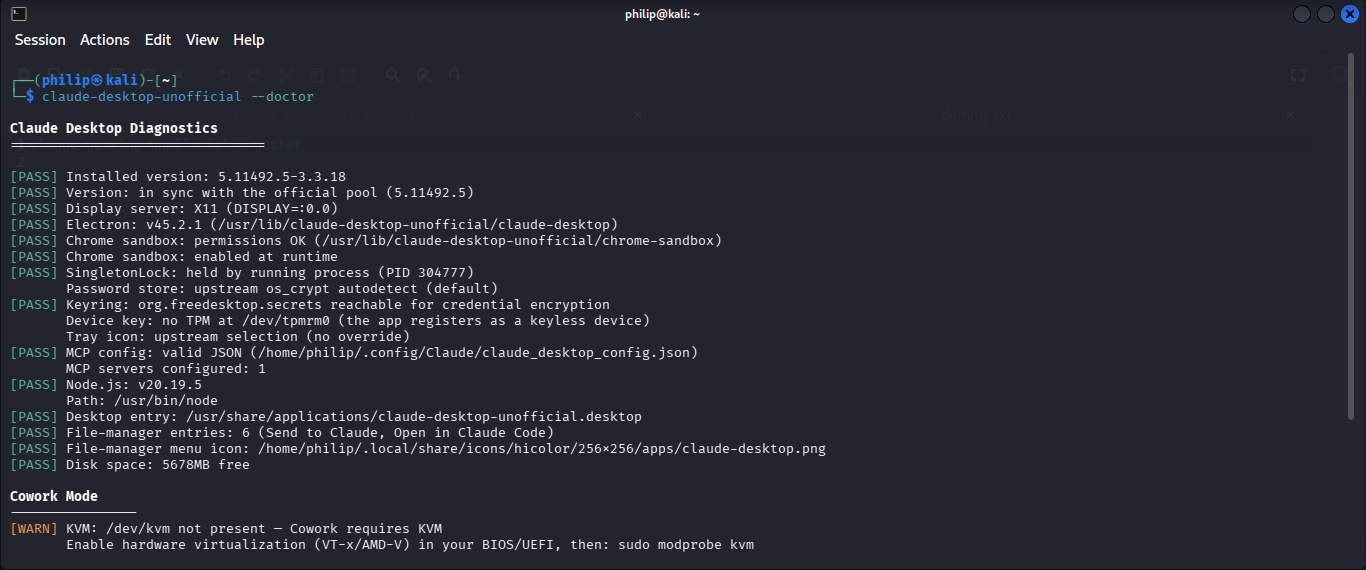 philip@kali: ~
Session Actions Edit View Help
┌──(philip㉿kali)-[~]
└─$ claude-desktop-unofficial --doctor
Claude Desktop Diagnostics
================================
[PASS] Installed version: 5.11492.5-3.3.18
[PASS] Version: in sync with the official pool (5.11492.5)
[PASS] Display server: X11 (DISPLAY=:0.0)
[PASS] Electron: v45.2.1 (/usr/lib/claude-desktop-unofficial/claude-desktop)
[PASS] Chrome sandbox: permissions OK (/usr/lib/claude-desktop-unofficial/chrome-sandbox)
[PASS] Chrome sandbox: enabled at runtime
[PASS] SingletonLock: held by running process (PID 304777)
Password store: upstream os_crypt autodetect (default)
[PASS] Keyring: org.freedesktop.secrets reachable for credential encryption
Device key: no TPM at /dev/tpmrm0 (the app registers as a keyless device)
Tray icon: upstream selection (no override)
[PASS] MCP config: valid JSON (/home/philip/.config/Claude/claude_desktop_config.json)
MCP servers configured: 1
[PASS] Node.js: v20.19.5
Path: /usr/bin/node
[PASS] Desktop entry: /usr/share/applications/claude-desktop-unofficial.desktop
[PASS] File-manager entries: 6 (Send to Claude, Open in Claude Code)
[PASS] File-manager menu icon: /home/philip/.local/share/icons/hicolor/256×256/apps/claude-desktop.png
[PASS] Disk space: 5678MB free
Cowork Mode
────────────────
[WARN] KVM: /dev/kvm not present — Cowork requires KVM
Enable hardware virtualization (VT-x/AMD-V) in your BIOS/UEFI, then: sudo modprobe kvm